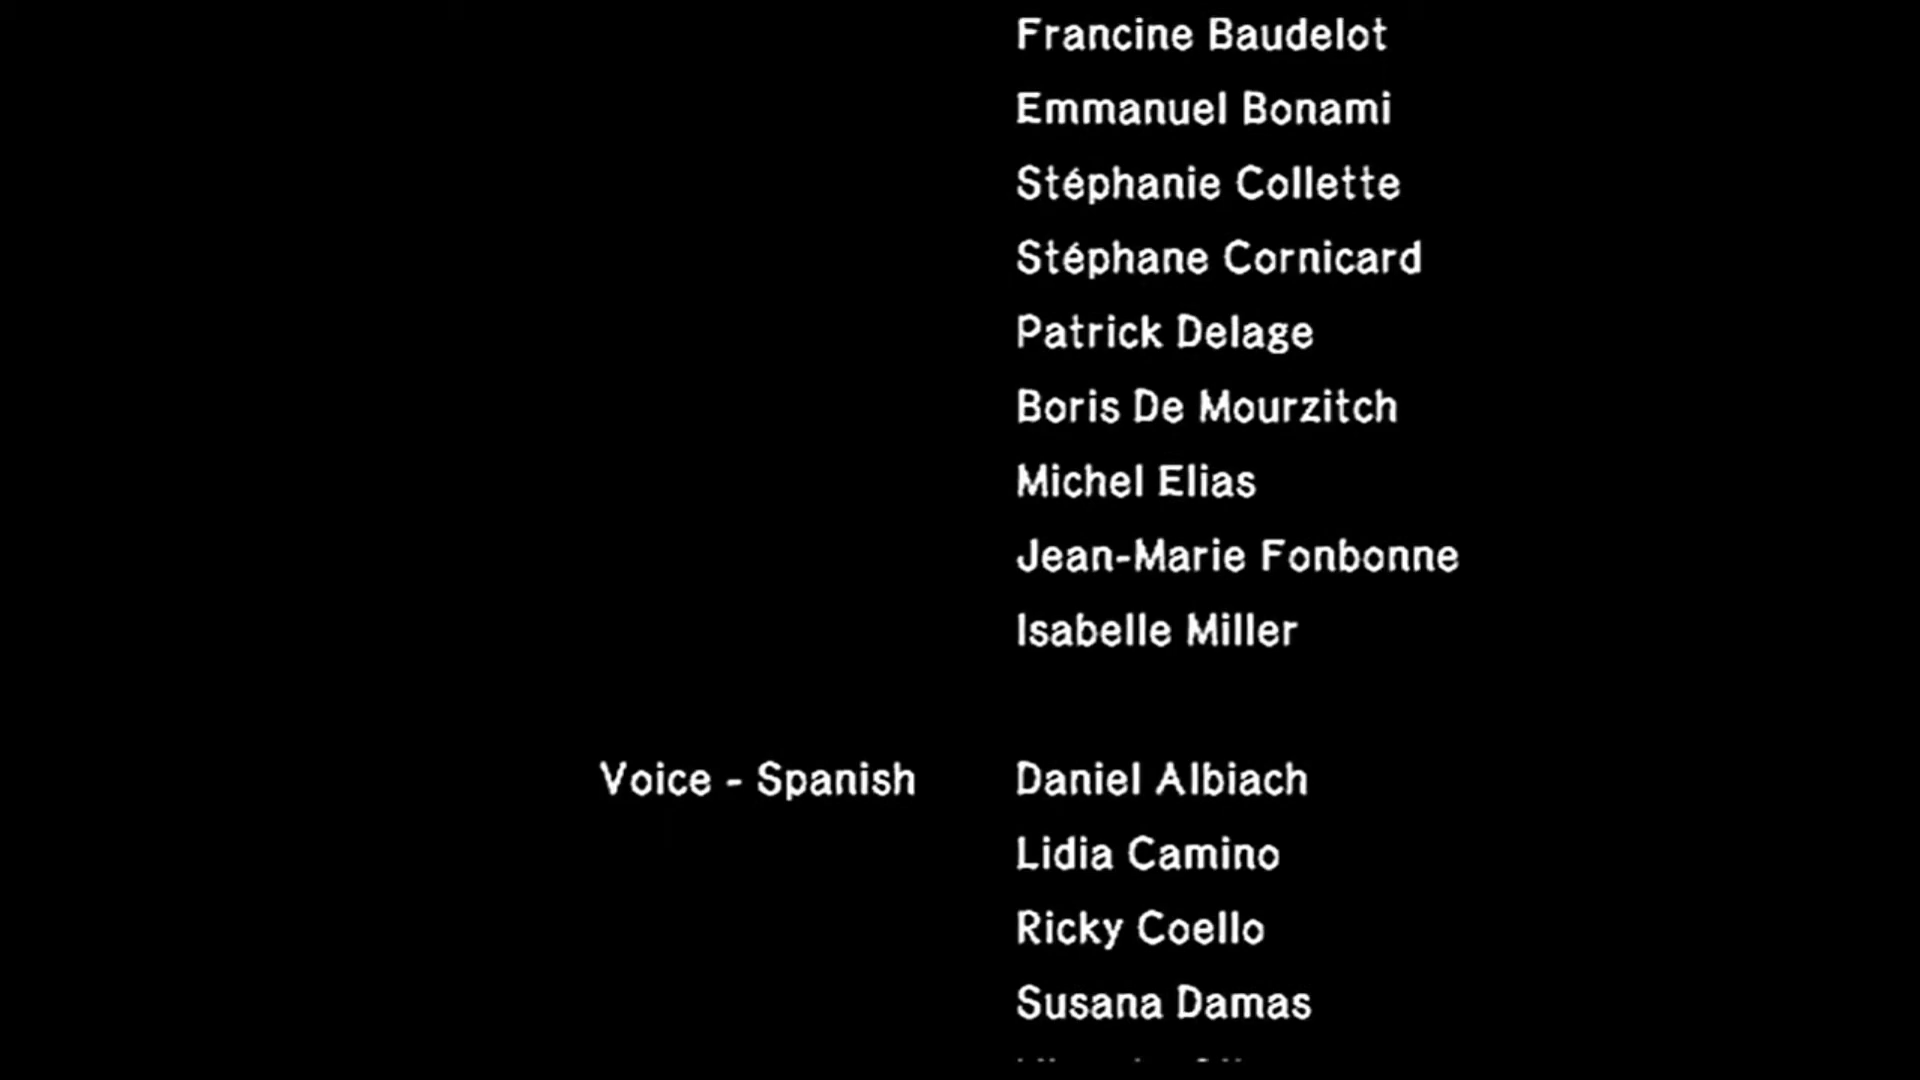 Francine Baudelot
Emmanuel Bonami
Stéphanie Collette
Stéphane Cornicard
Patrick Delage
Boris De Mourzitch
Michel Elias
Jean-Marie Fonbonne
Isabelle Miller
Voice - Spanish Daniel Albiach
Lidia Camino
Ricky Coello
Susana Damas